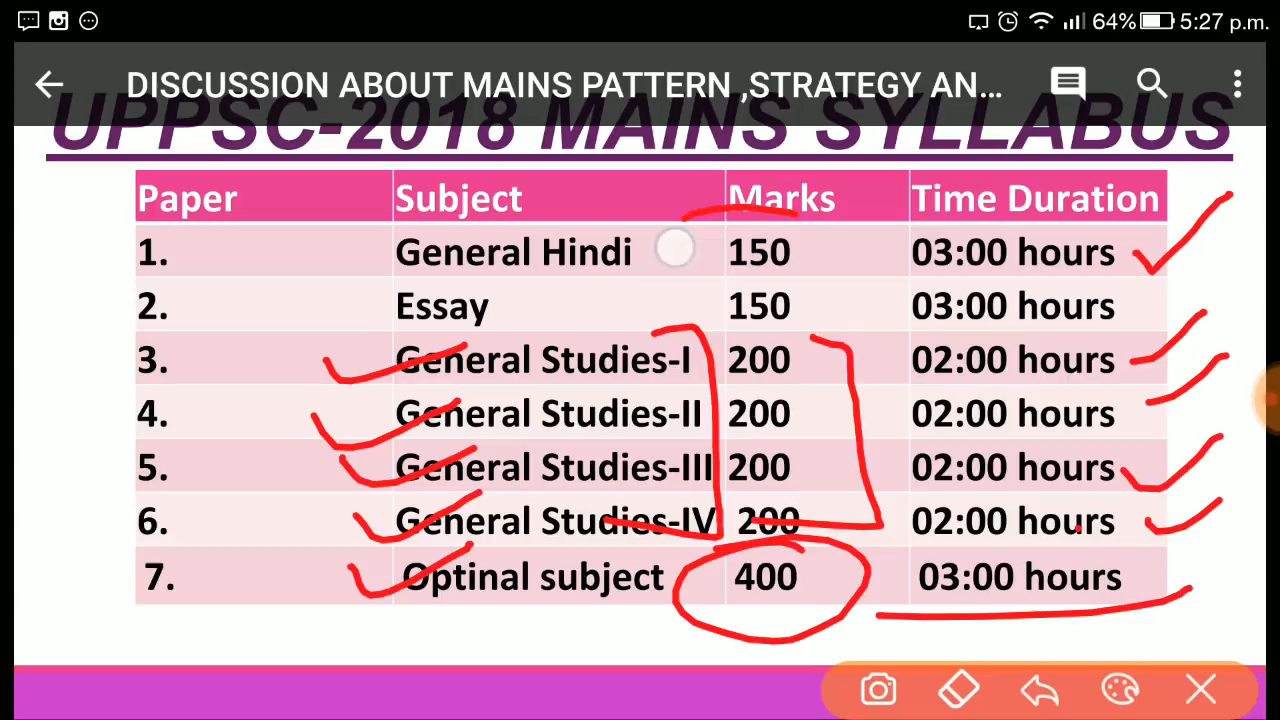 64% 5:27 p.m.
DISCUSSION ABOUT MAINS PATTERN ,STRATEGY AN...
UPPSC-2018 MAINS SYLLABUS
Paper Subject Marks Time Duration
1. General Hindi 150 03:00 hours
2. Essay 150 03:00 hours
3. General Studies-I 200 02:00 hours
4. General Studies-II 200 02:00 hours
5. General Studies-III 200 02:00 hours
6. General Studies-IV 200 02:00 hours
7. Optinal subject 400 03:00 hours